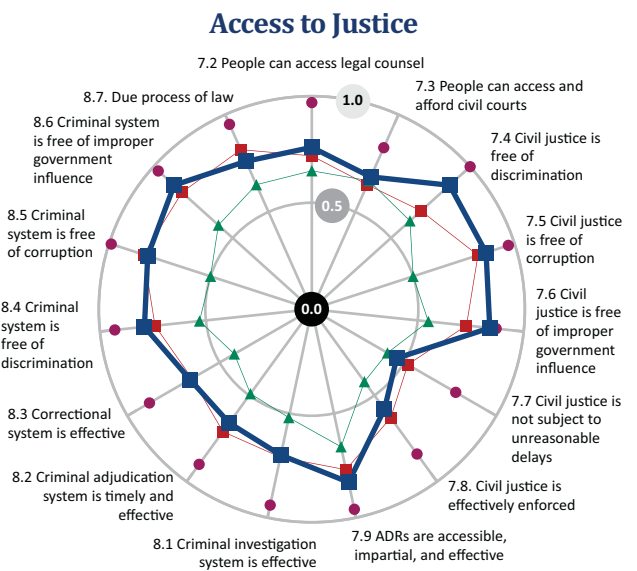 Access to Justice
7.2 People can access legal counsel
1.0
7.3 People can access and
afford civil courts
7.4 Civil justice is
free of
discrimination
0.5
7.5 Civil justice
is free of
corruption
0.0
7.6 Civil
justice is free
of improper
government
influence
7.7 Civil justice is
not subject to
unreasonable
delays
7.8. Civil justice is
effectively enforced
7.9 ADRs are accessible,
impartial, and effective
8.1 Criminal investigation
system is effective
8.2 Criminal adjudication
system is timely and
effective
8.3 Correctional
system is effective
8.4 Criminal
system is
free of
discrimination
8.5 Criminal
system is free
of corruption
8.6 Criminal system
is free of improper
government
influence
8.7. Due process of law